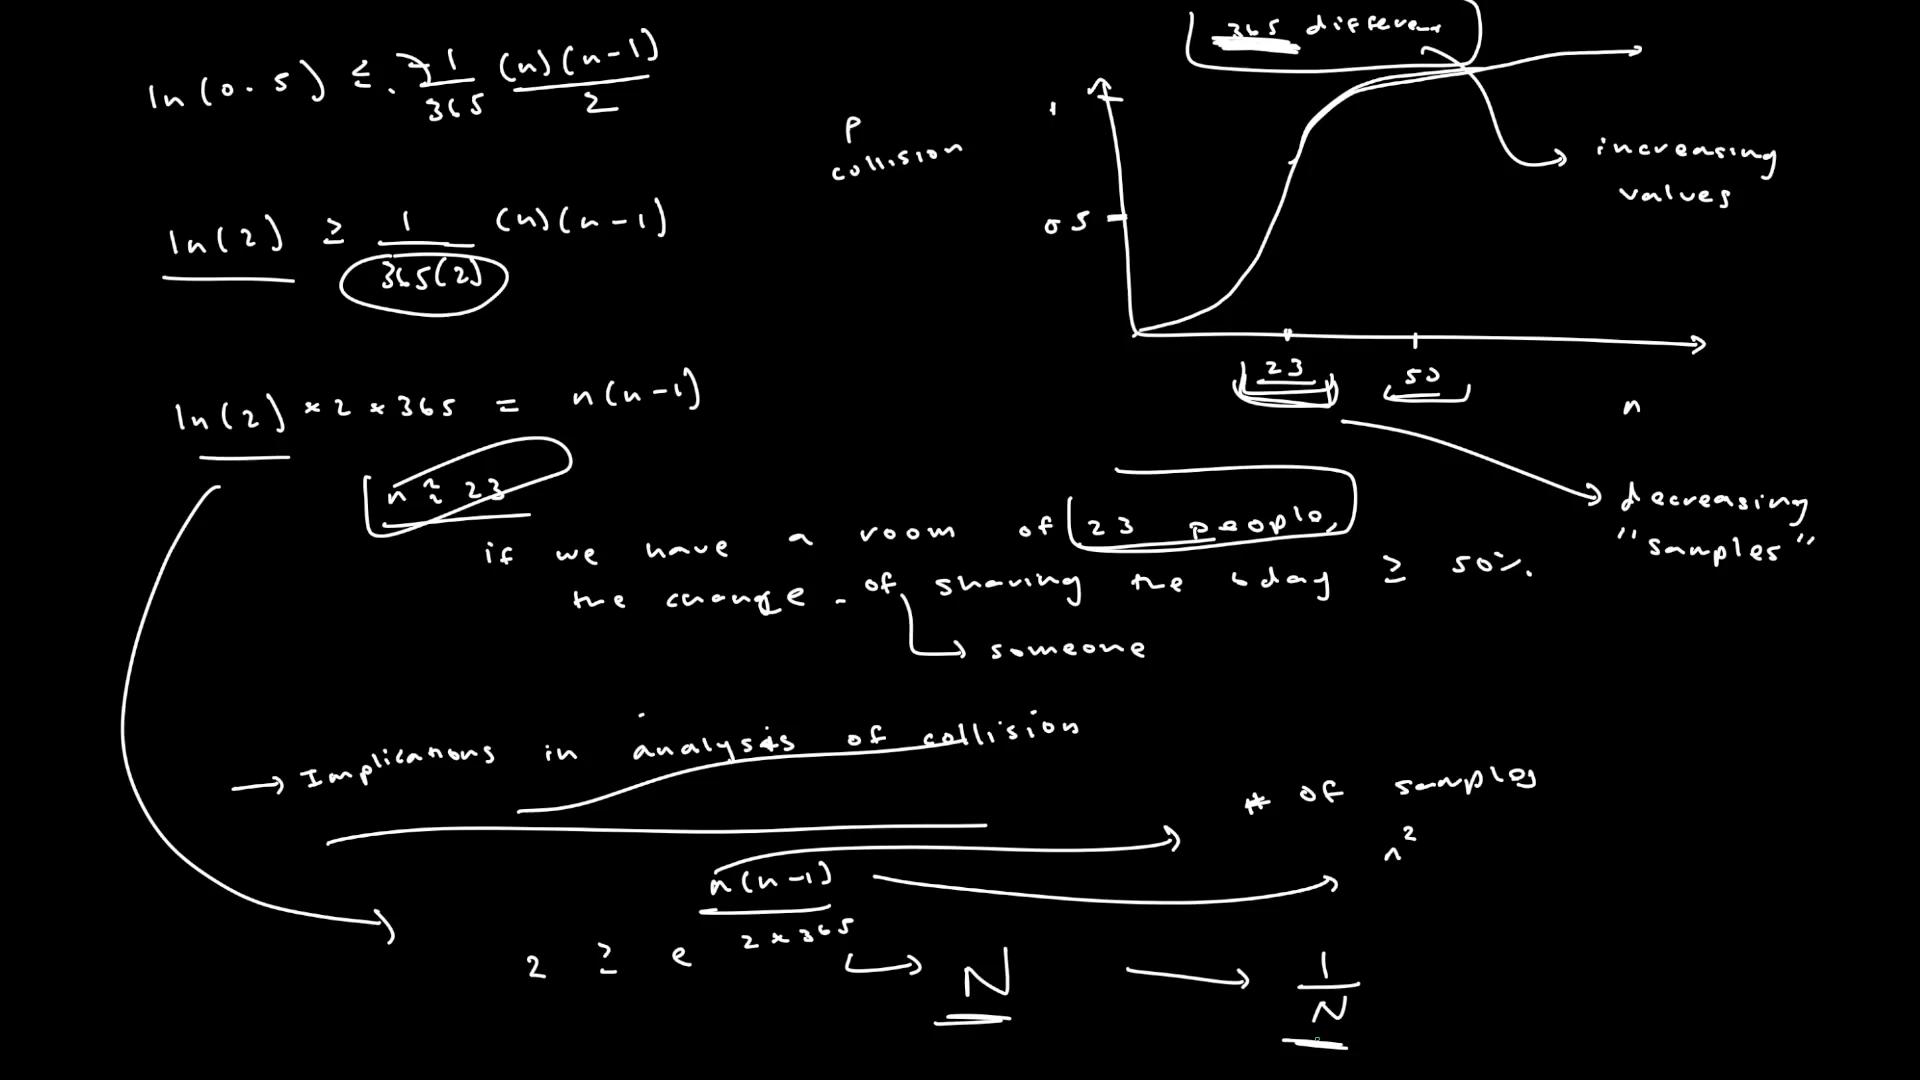 ln(0.5) ≤ -1/365 (n)(n-1)/2
365 different
1
P
collision
increasing
values
0 5
ln(2) ≥ 1/365(2) (n)(n-1)
23 50
n
ln(2) * 2 * 365 = n(n-1)
n ≈ 23
decreasing
"samples"
if we have a room of 23 people,
the change of sharing the bday ≥ 50%.
someone
Implications in analysis of collision
# of samples
n²
2 ≥ e n(n-1)/2*365
N 1/N